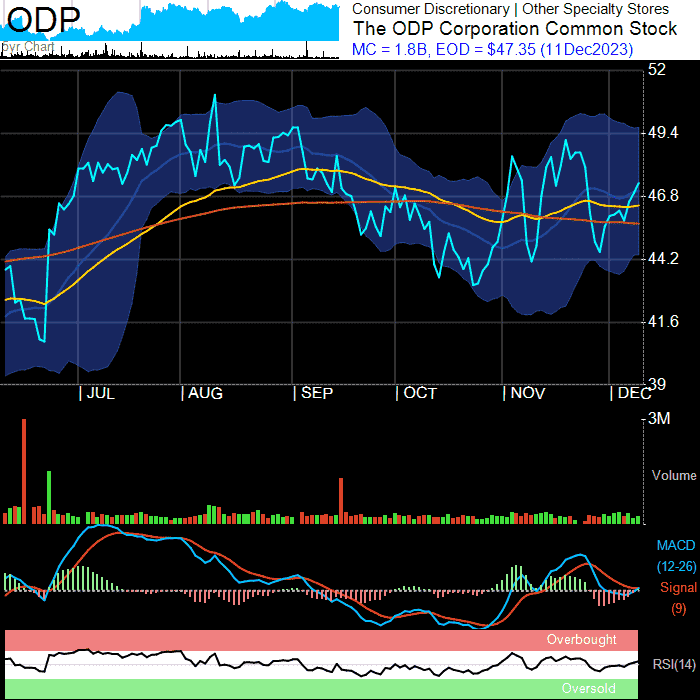 ODP
5yr Chart
Consumer Discretionary | Other Specialty Stores
The ODP Corporation Common Stock
MC = 1.8B, EOD = $47.35 (11Dec2023)
52
49.4
46.8
44.2
41.6
39
| JUL | AUG | SEP | OCT | NOV | DEC
3M
Volume
MACD
(12-26)
Signal
(9)
Overbought
RSI(14)
Oversold